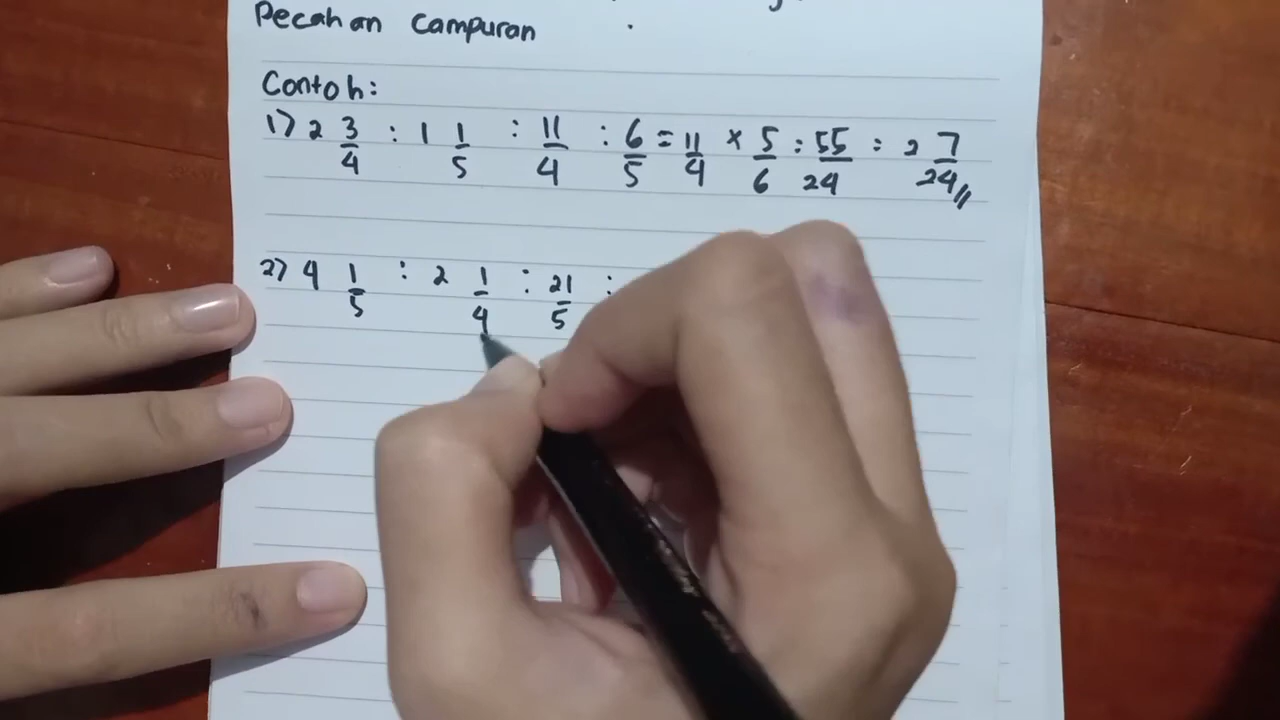 Pecahan Campuran
Contoh:
1) 2 3/4 : 1 1/5 : 11/4 : 6/5 = 11/4 × 5/6 : 55/24 : 2 7/24 //
2) 4 1/5 : 2 1/4 : 21/5 :